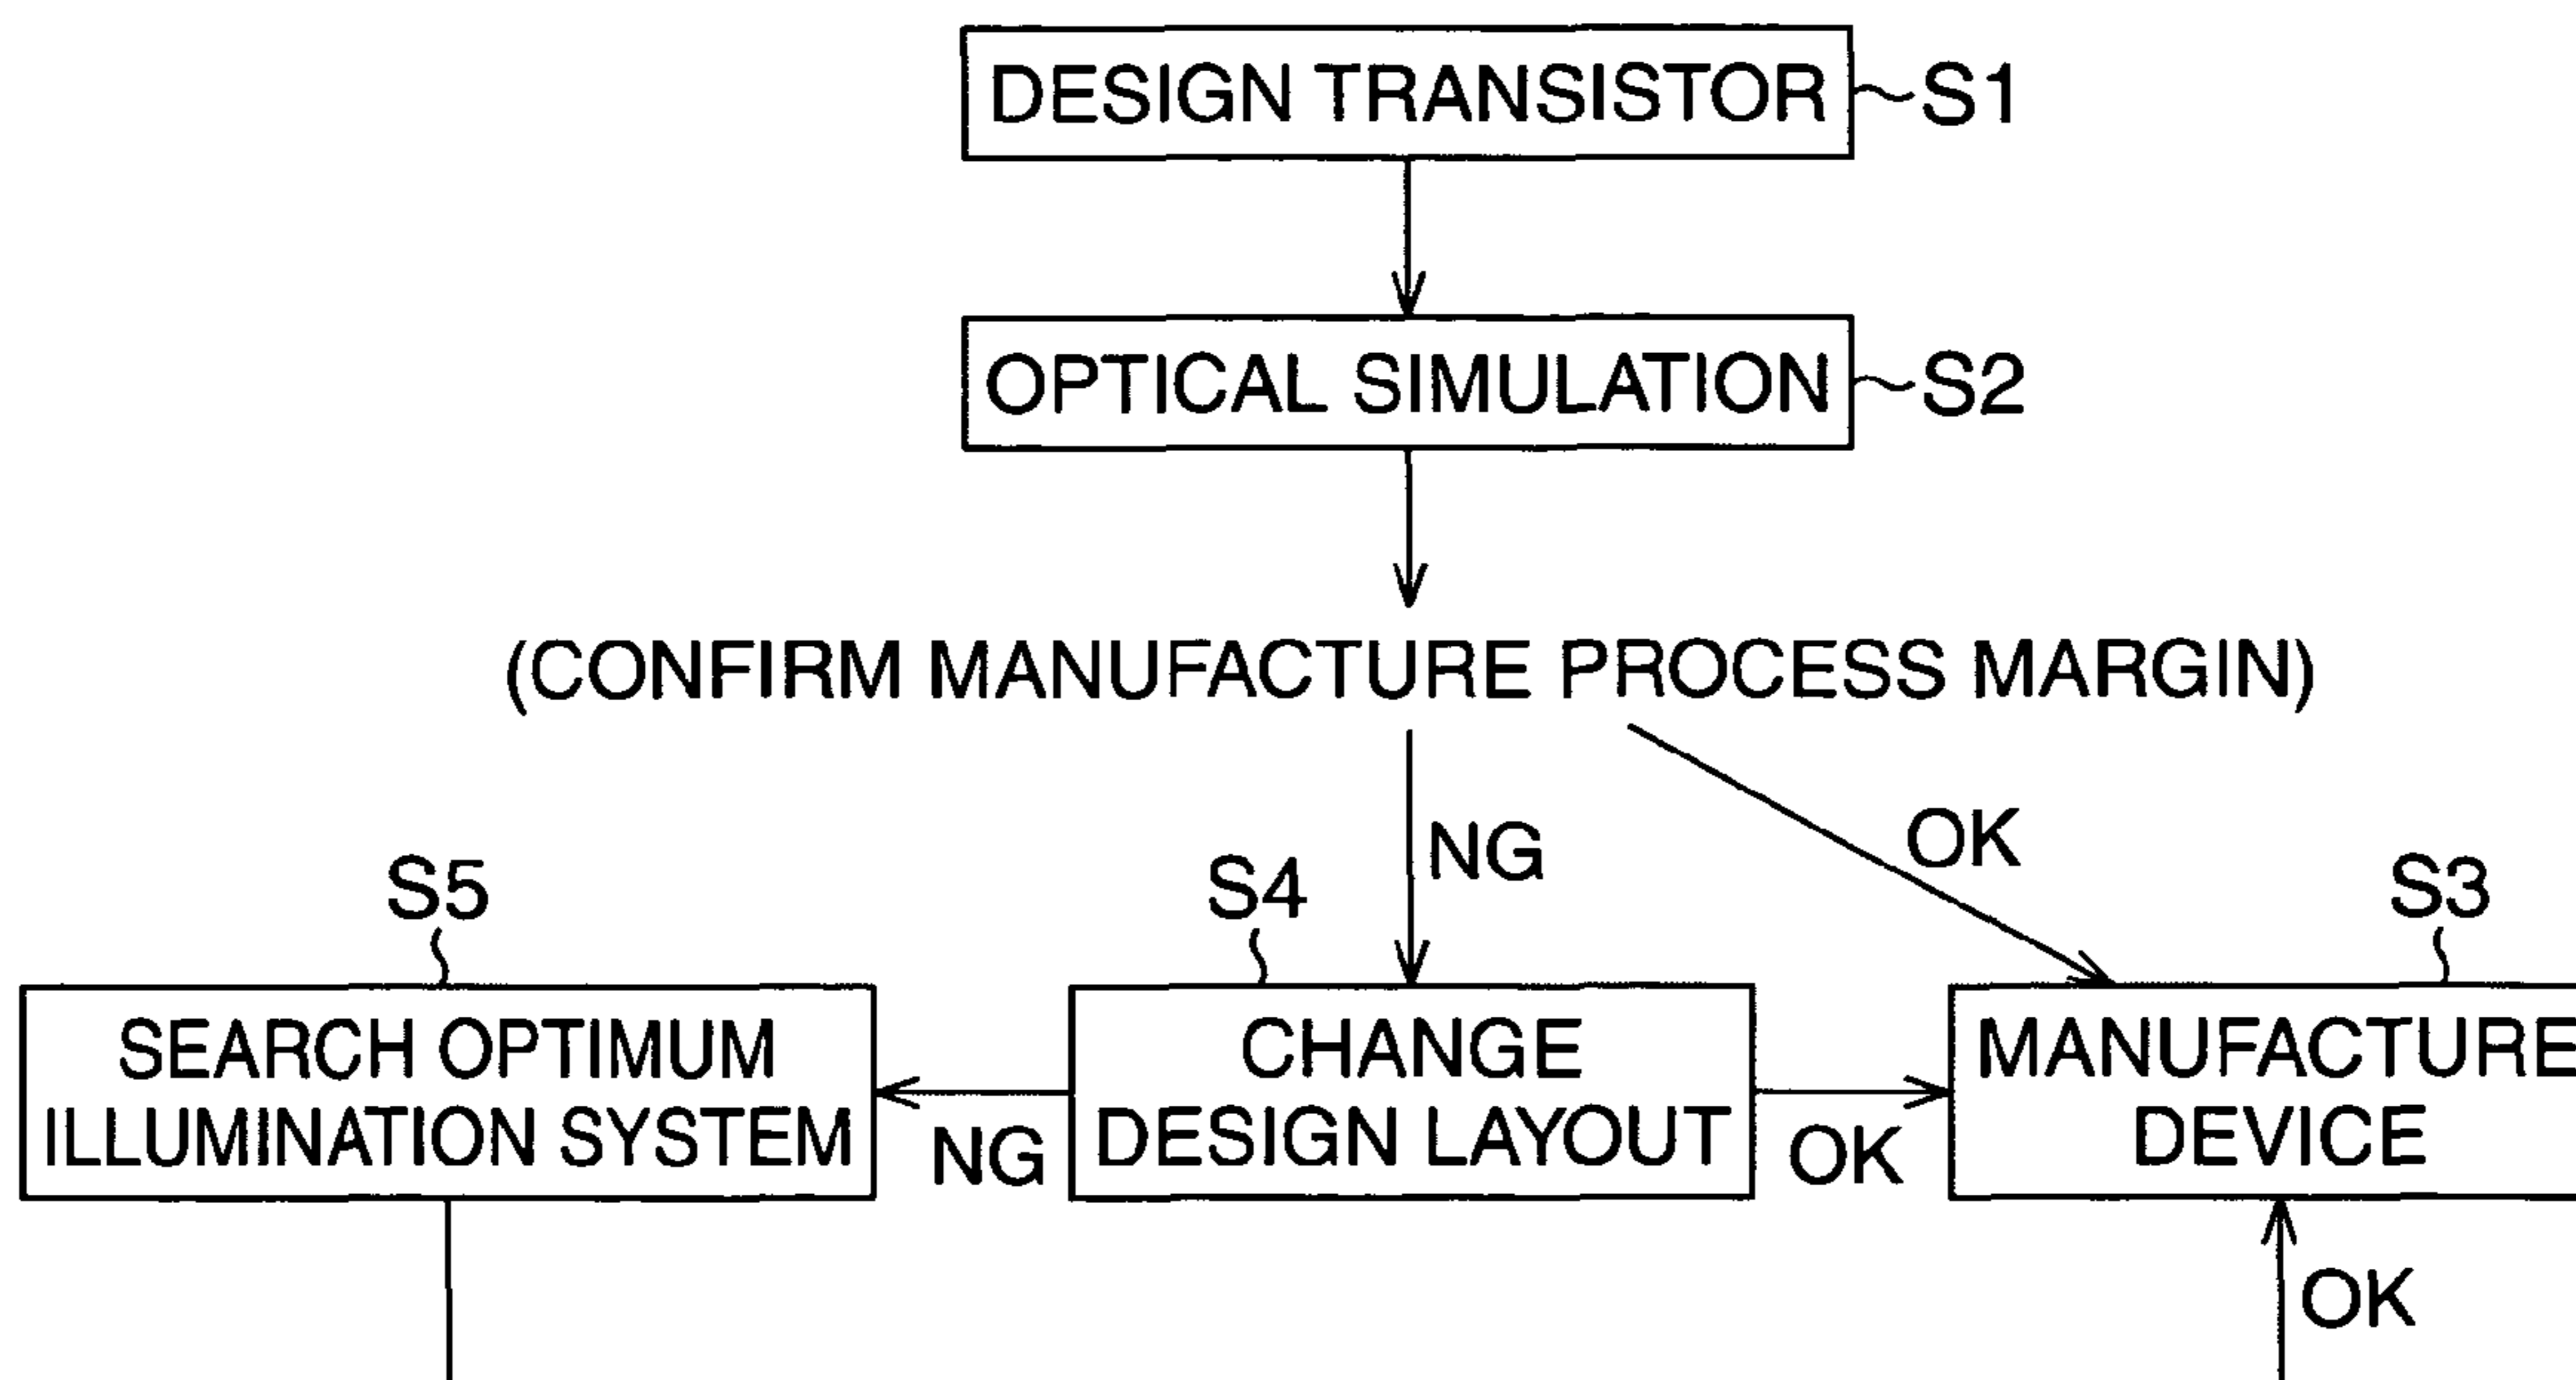 DESIGN TRANSISTOR
S1
OPTICAL SIMULATION
S2
(CONFIRM MANUFACTURE PROCESS MARGIN)
NG
OK
S5
S4
S3
SEARCH OPTIMUM
ILLUMINATION SYSTEM
NG
CHANGE
DESIGN LAYOUT
OK
MANUFACTURE
DEVICE
OK